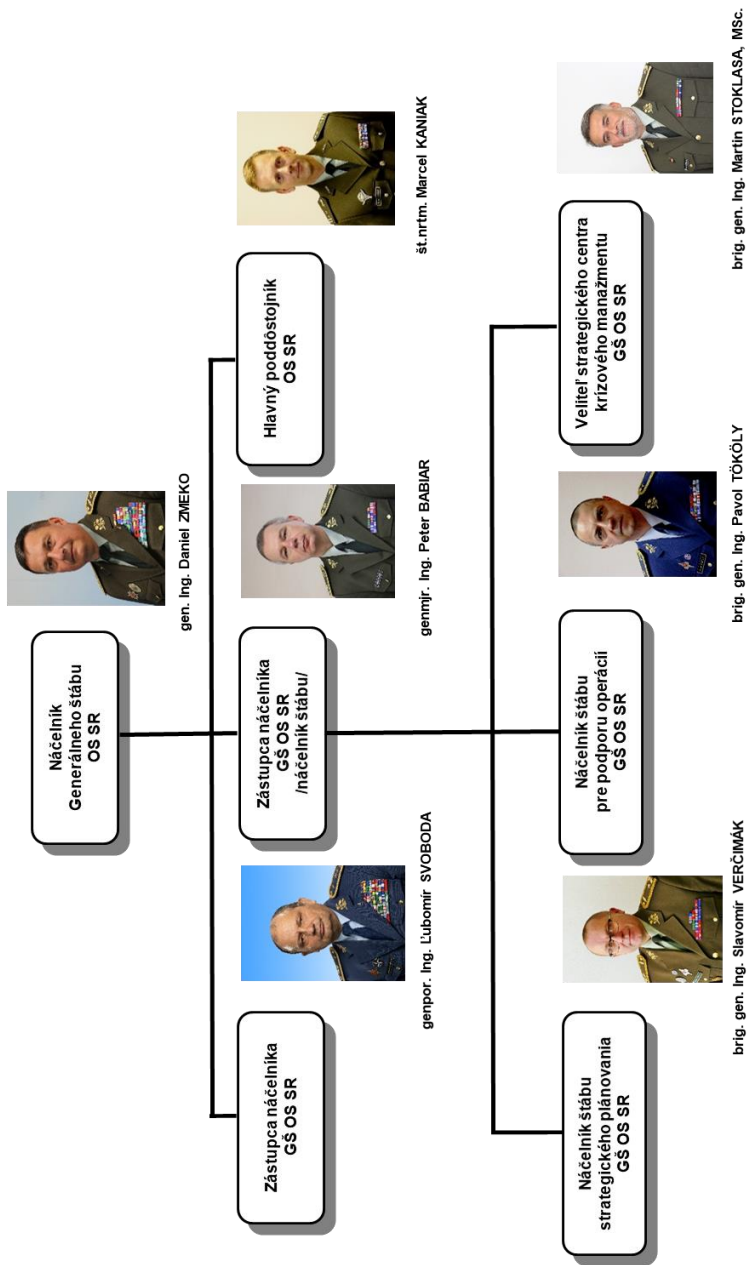 Náčelník
Generálneho štábu
OS SR
gen. Ing. Daniel ZMEKO
Zástupca náčelníka
GŠ OS SR
genpor. Ing. Ľubomír SVOBODA
Zástupca náčelníka
GŠ OS SR
/náčelník štábu/
genmjr. Ing. Peter BABIAR
Hlavný poddôstojník
OS SR
št.nrtm. Marcel KANIAK
Náčelník štábu
strategického plánovania
GŠ OS SR
brig. gen. Ing. Slavomír VERČIMÁK
Náčelník štábu
pre podporu operácií
GŠ OS SR
brig. gen. Ing. Pavol TÖKÖLY
Veliteľ strategického centra
krízového manažmentu
GŠ OS SR
brig. gen. Ing. Martin STOKLASA, MSc.